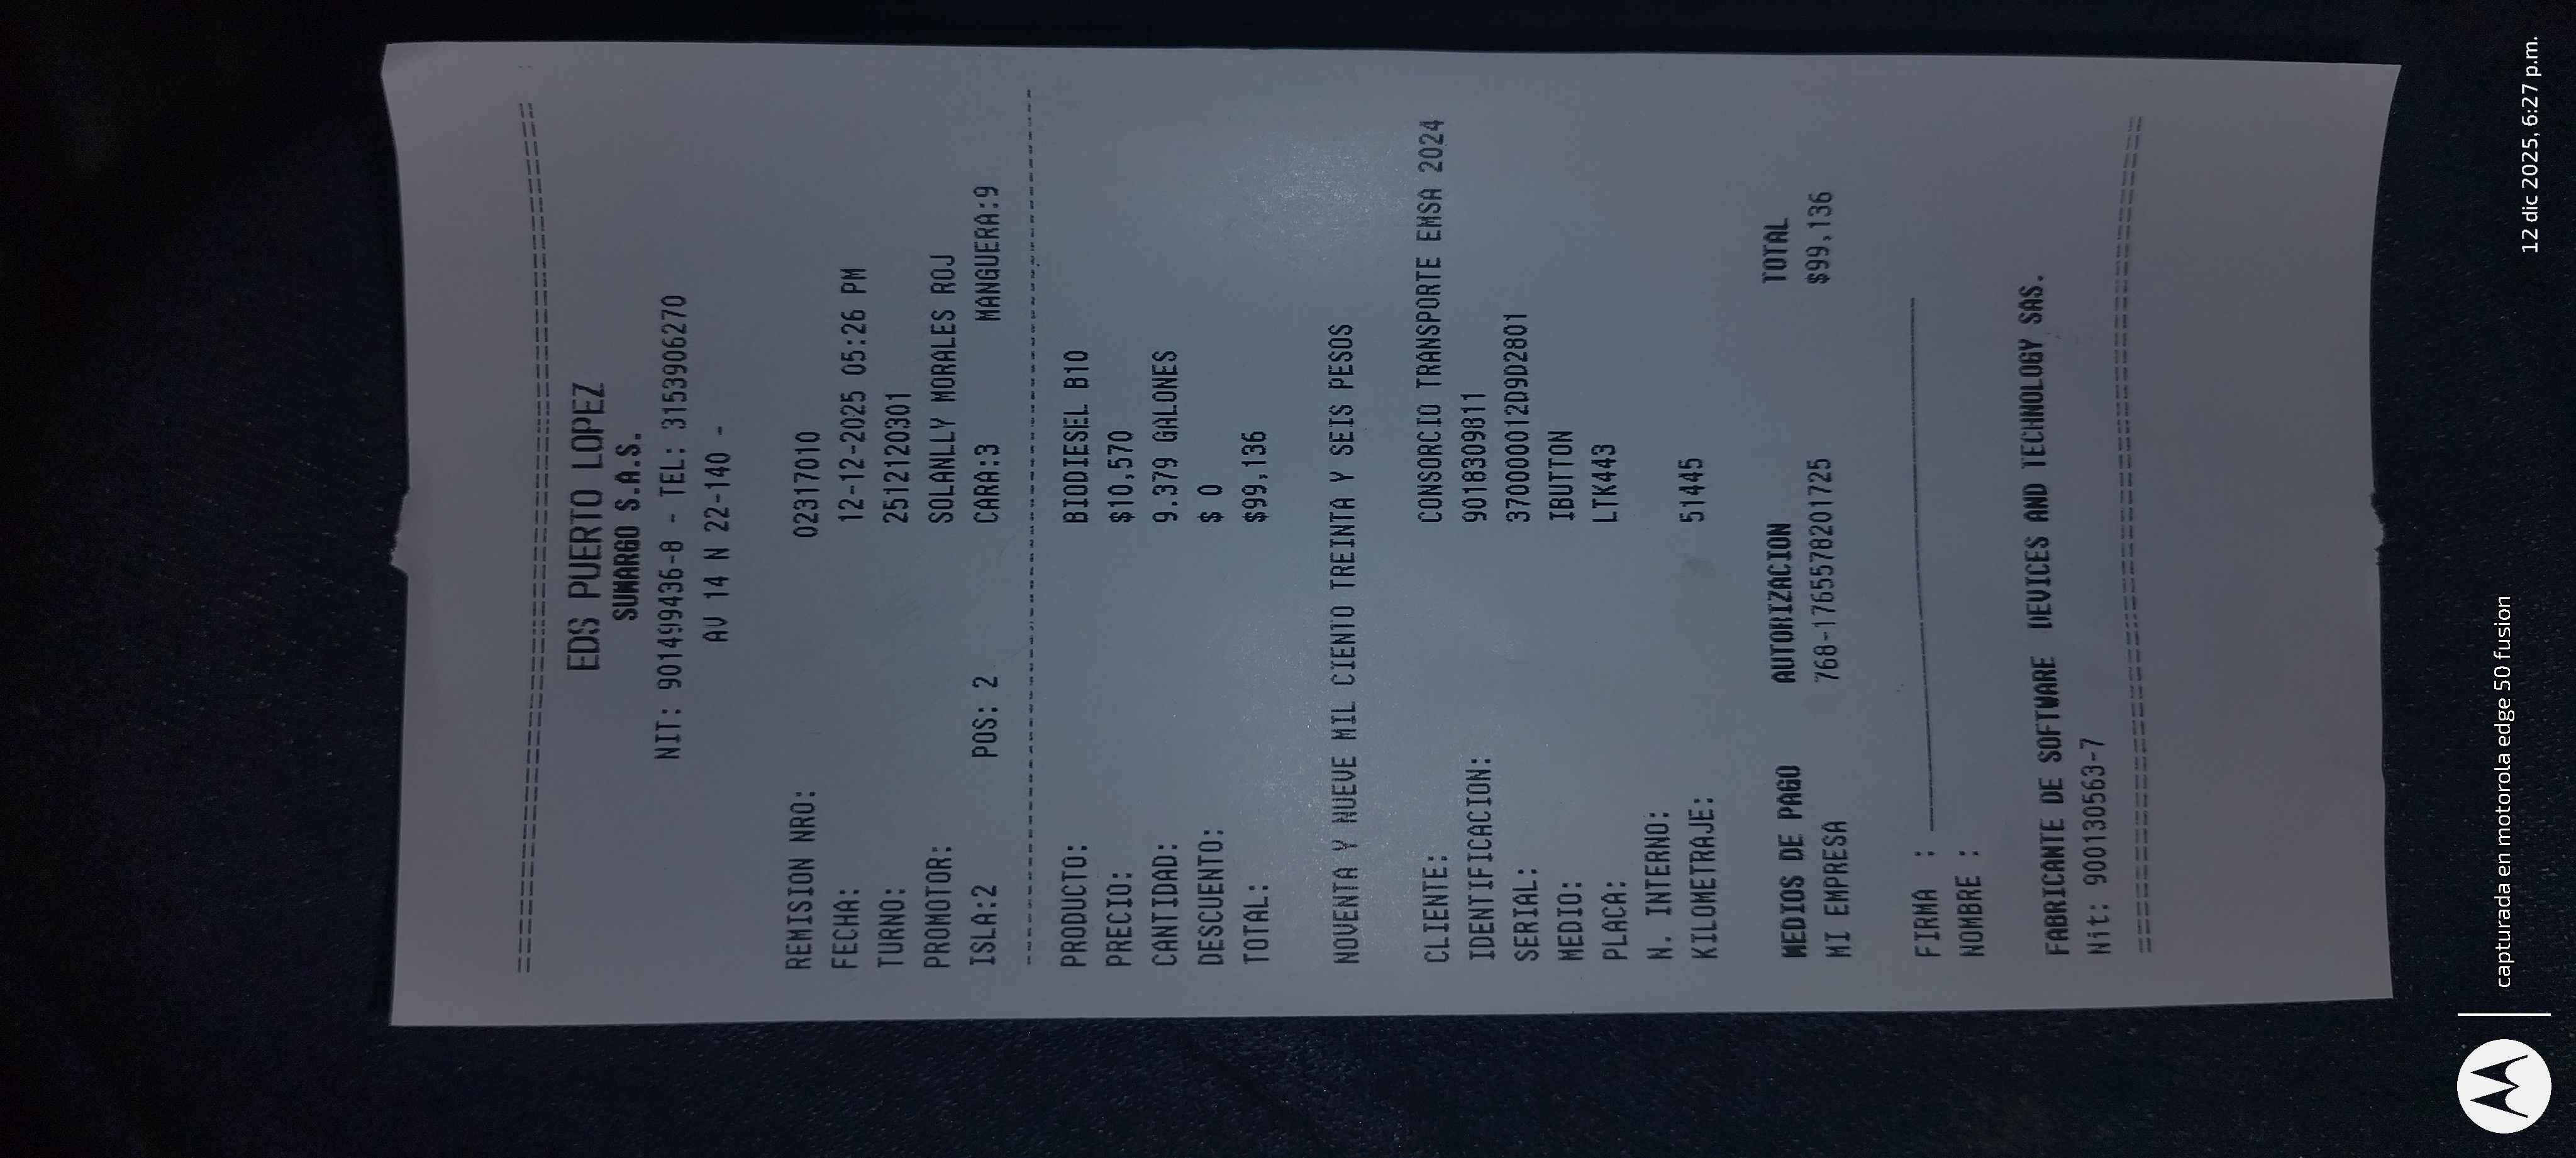 ================================
EDS PUERTO LOPEZ
SUMARGO S.A.S.
NIT: 901499436-8 - TEL: 3153906270
AV 14 N 22-140 -
REMISION NRO: 02317010
FECHA: 12-12-2025 05:26 PM
TURNO: 2512120301
PROMOTOR: SOLANLLY MORALES ROJ
ISLA:2 POS: 2 CARA:3 MANGUERA:9
--------------------------------
PRODUCTO: BIODIESEL B10
PRECIO: $10,570
CANTIDAD: 9.379 GALONES
DESCUENTO: $ 0
TOTAL: $99,136
NOVENTA Y NUEVE MIL CIENTO TREINTA Y SEIS PESOS
CLIENTE: CONSORCIO TRANSPORTE EMSA 2024
IDENTIFICACION: 9018309811
SERIAL: 370000012D9D2801
MEDIO: IBUTTON
PLACA: LTK443
N. INTERNO:
KILOMETRAJE: 51445
MEDIOS DE PAGO AUTORIZACION TOTAL
MI EMPRESA 768-1765578201725 $99,136
FIRMA : ____________________
NOMBRE :
FABRICANTE DE SOFTWARE DEVICES AND TECHNOLOGY SAS.
Nit: 900130563-7
================================
capturada en motorola edge 50 fusion
12 dic 2025, 6:27 p.m.